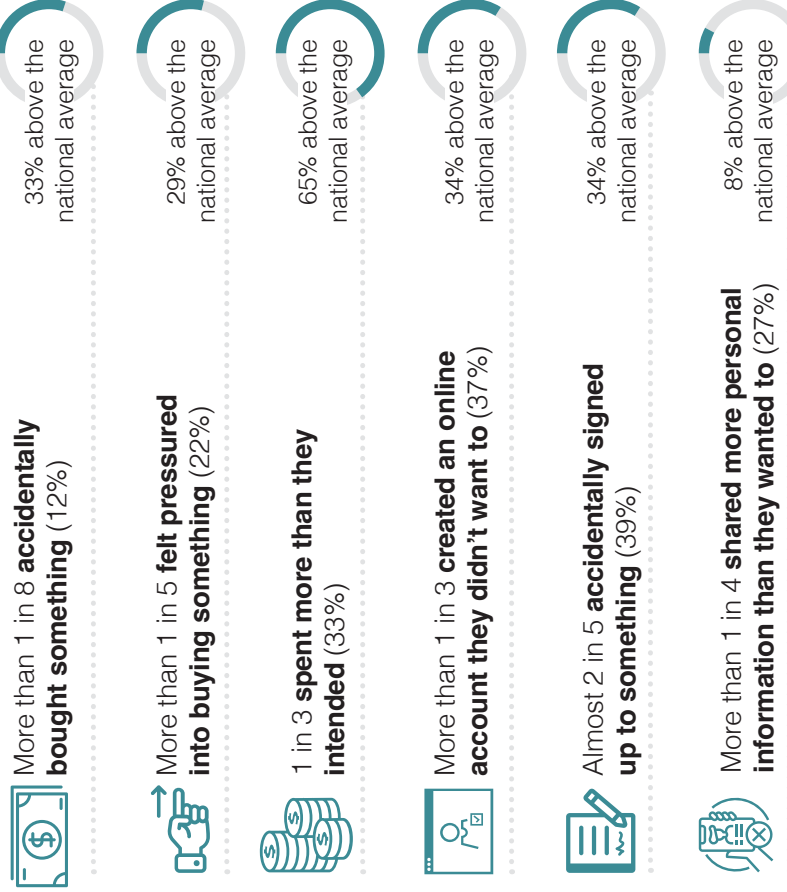 More than 1 in 8 accidentally
bought something (12%)
33% above the
national average
More than 1 in 5 felt pressured
into buying something (22%)
29% above the
national average
1 in 3 spent more than they
intended (33%)
65% above the
national average
More than 1 in 3 created an online
account they didn't want to (37%)
34% above the
national average
Almost 2 in 5 accidentally signed
up to something (39%)
34% above the
national average
More than 1 in 4 shared more personal
information than they wanted to (27%)
8% above the
national average